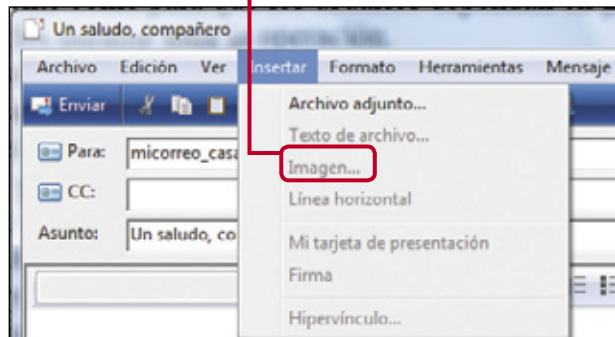 Un saludo, compañero
Archivo Edición Ver Insertar Formato Herramientas Mensaje
Enviar
Archivo adjunto...
Texto de archivo...
Para: micorreo_casa
Imagen...
CC:
Línea horizontal
Asunto: Un saludo, co
Mi tarjeta de presentación
Firma
Hipervínculo...